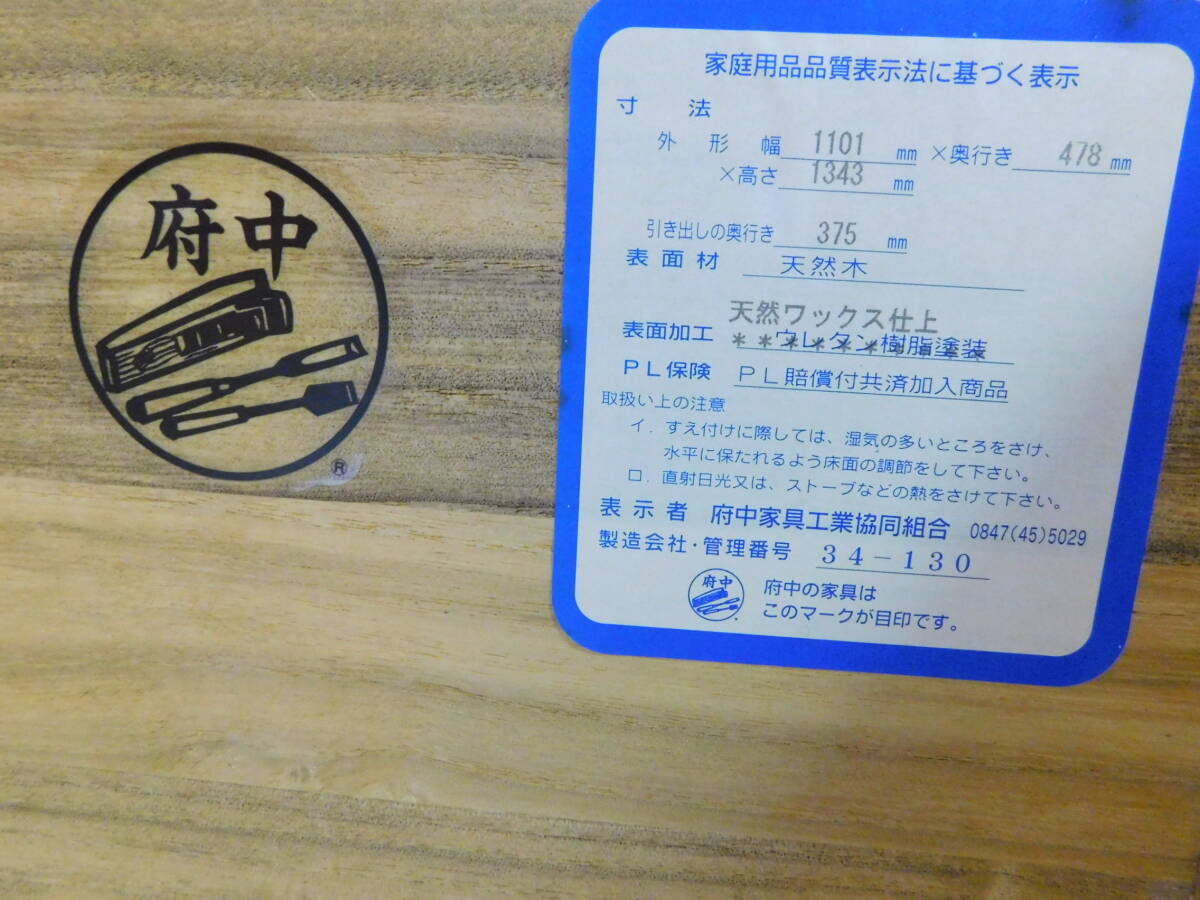 府中
®
家庭用品品質表示法に基づく表示
寸　法
外形幅 1101 mm ×奥行き 478 mm
×高さ 1343 mm
引き出しの奥行き 375 mm
表面材 天然木
天然ワックス仕上
表面加工 ウレタン樹脂塗装
PL保険 PL賠償付共済加入商品
取扱い上の注意
イ．すえ付けに際しては、湿気の多いところをさけ、
水平に保たれるよう床面の調節をして下さい。
ロ．直射日光又は、ストーブなどの熱をさけて下さい。
表示者 府中家具工業協同組合 0847(45)5029
製造会社・管理番号 34-130
府中
府中の家具は
このマークが目印です。